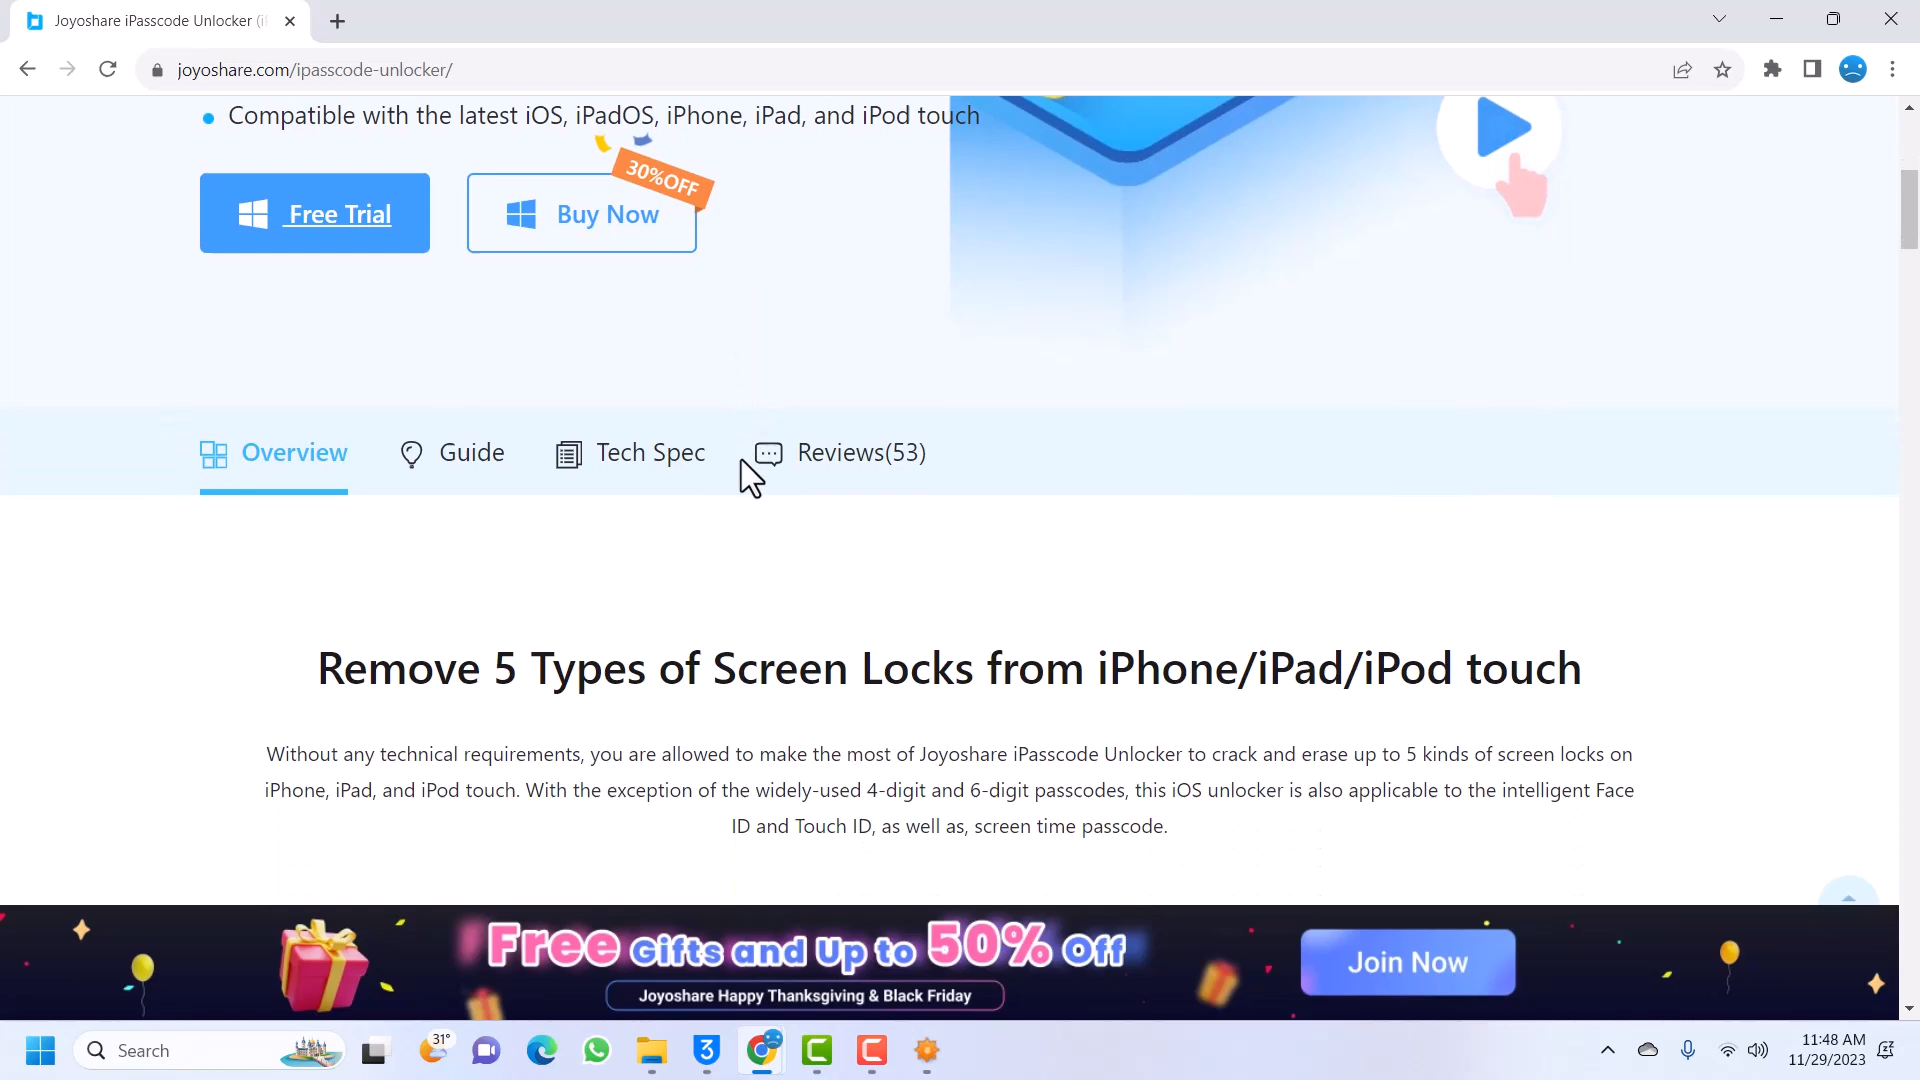 Joyoshare iPasscode Unlocker (iP
joyoshare.com/ipasscode-unlocker/
Compatible with the latest iOS, iPadOS, iPhone, iPad, and iPod touch
30%OFF
Free Trial
Buy Now
Overview
Guide
Tech Spec
Reviews(53)
Remove 5 Types of Screen Locks from iPhone/iPad/iPod touch
Without any technical requirements, you are allowed to make the most of Joyoshare iPasscode Unlocker to crack and erase up to 5 kinds of screen locks on
iPhone, iPad, and iPod touch. With the exception of the widely-used 4-digit and 6-digit passcodes, this iOS unlocker is also applicable to the intelligent Face
ID and Touch ID, as well as, screen time passcode.
Free Gifts and Up to 50% Off
Joyoshare Happy Thanksgiving & Black Friday
Join Now
Search
31°
3
11:48 AM
11/29/2023